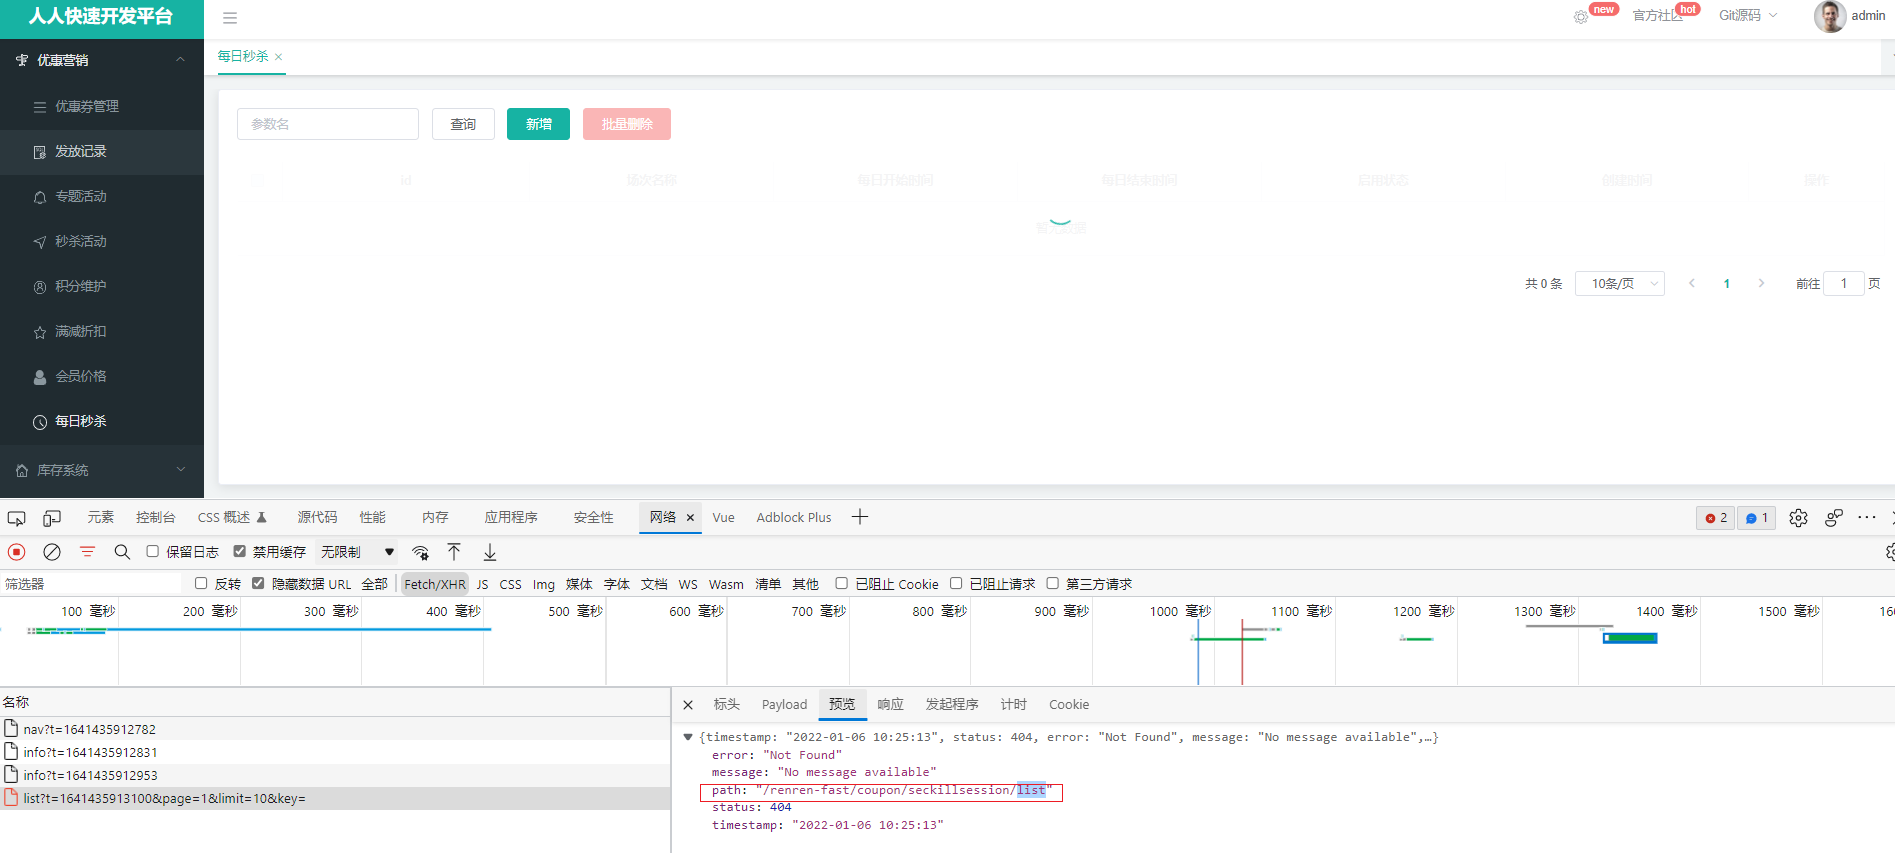 人人快速开发平台
new
官方社区
hot
Git源码
admin
优惠营销
每日秒杀
优惠券管理
参数名
查询
新增
批量删除
发放记录
id
场次名称
每日开始时间
每日结束时间
启用状态
创建时间
操作
专题活动
暂无数据
秒杀活动
积分维护
共 0 条
10条/页
1
前往
1
页
满减折扣
会员价格
每日秒杀
库存系统
元素
控制台
CSS 概述
源代码
性能
内存
应用程序
安全性
网络
Vue
Adblock Plus
2
1
保留日志
禁用缓存
无限制
筛选器
反转
隐藏数据 URL
全部
Fetch/XHR
JS
CSS
Img
媒体
字体
文档
WS
Wasm
清单
其他
已阻止 Cookie
已阻止请求
第三方请求
100 毫秒
200 毫秒
300 毫秒
400 毫秒
500 毫秒
600 毫秒
700 毫秒
800 毫秒
900 毫秒
1000 毫秒
1100 毫秒
1200 毫秒
1300 毫秒
1400 毫秒
1500 毫秒
名称
标头
Payload
预览
响应
发起程序
计时
Cookie
nav?t=1641435912782
info?t=1641435912831
info?t=1641435912953
list?t=1641435913100&page=1&limit=10&key=
{timestamp: "2022-01-06 10:25:13", status: 404, error: "Not Found", message: "No message available",…}
error: "Not Found"
message: "No message available"
path: "/renren-fast/coupon/seckillsession/list"
status: 404
timestamp: "2022-01-06 10:25:13"